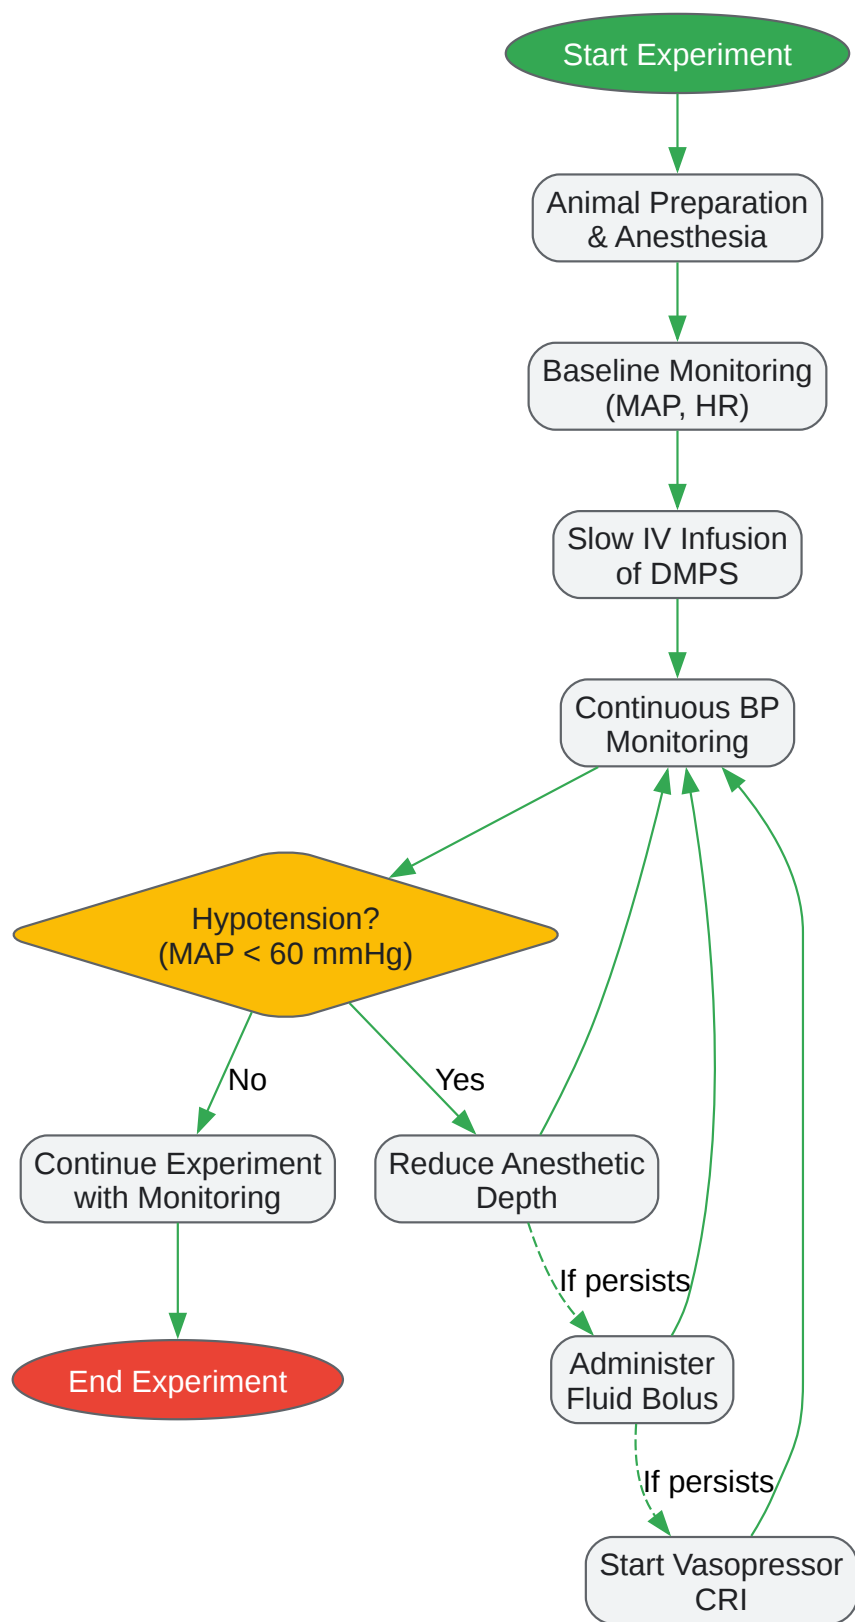 Start Experiment
Animal Preparation
& Anesthesia
Baseline Monitoring
(MAP, HR)
Slow IV Infusion
of DMPS
Continuous BP
Monitoring
Hypotension?
(MAP < 60 mmHg)
No
Yes
Continue Experiment
with Monitoring
Reduce Anesthetic
Depth
If persists
End Experiment
Administer
Fluid Bolus
If persists
Start Vasopressor
CRI